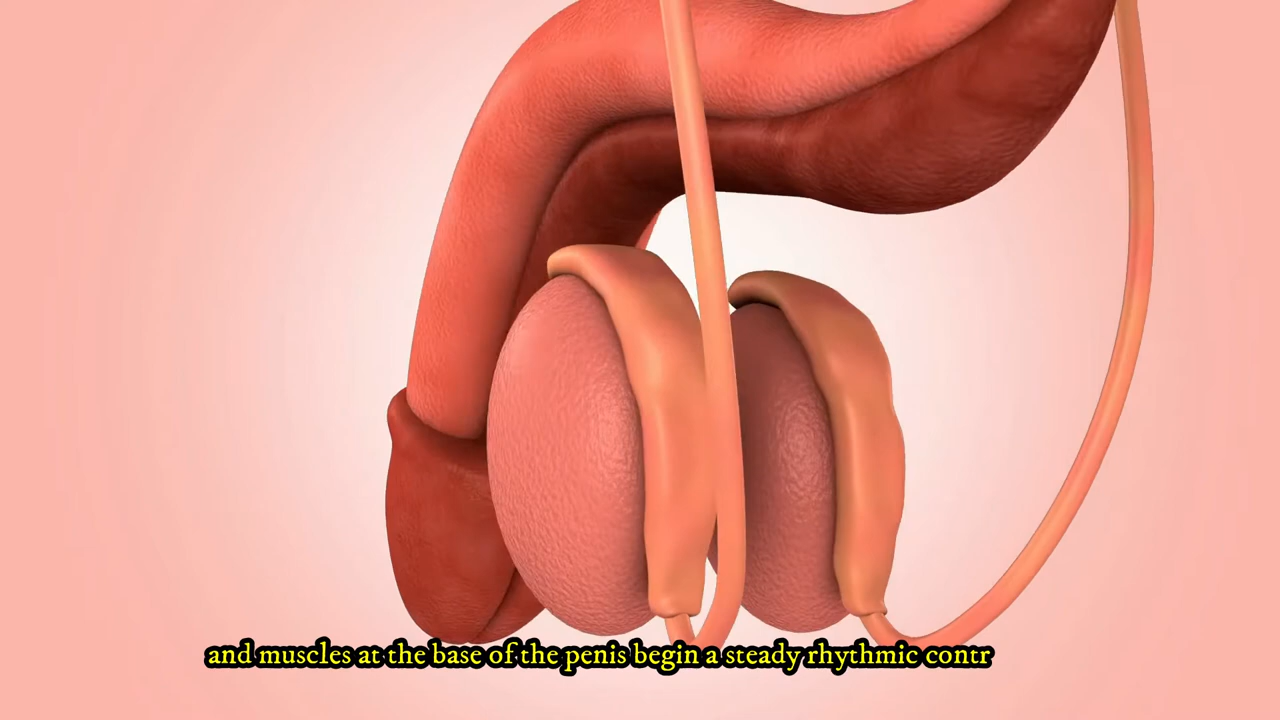 and muscles at the base of the penis begin a steady rhythmic contr